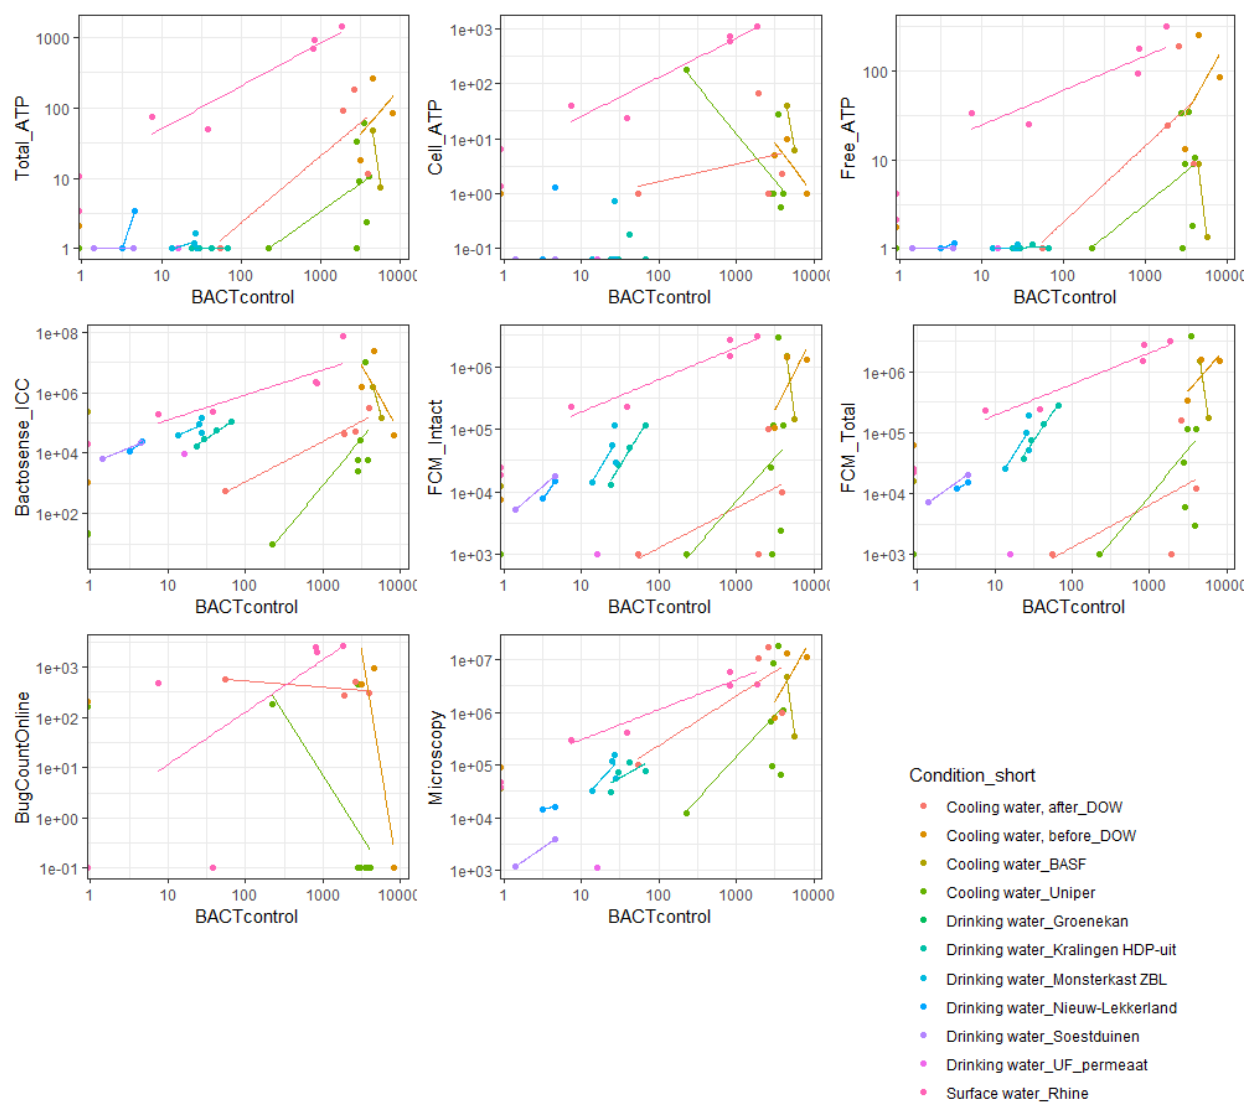 Total_ATP
1000
100
10
1
1 10 100 1000 10000
BACTcontrol
Cell_ATP
1e+03
1e+02
1e+01
1e+00
1e-01
1 10 100 1000 1000
BACTcontrol
Free_ATP
100
10
1
1 10 100 1000 10000
BACTcontrol
Bactosense_ICC
1e+08
1e+06
1e+04
1e+02
1 10 100 1000 10000
BACTcontrol
FCM_Intact
1e+06
1e+05
1e+04
1e+03
1 10 100 1000 1000
BACTcontrol
FCM_Total
1e+06
1e+05
1e+04
1e+03
1 10 100 1000 10000
BACTcontrol
BugCountOnline
1e+03
1e+02
1e+01
1e+00
1e-01
1 10 100 1000 10000
BACTcontrol
Microscopy
1e+07
1e+06
1e+05
1e+04
1e+03
1 10 100 1000 1000
BACTcontrol
Condition_short
Cooling water, after_DOW
Cooling water, before_DOW
Cooling water_BASF
Cooling water_Uniper
Drinking water_Groenekan
Drinking water_Kralingen HDP-uit
Drinking water_Monsterkast ZBL
Drinking water_Nieuw-Lekkerland
Drinking water_Soestduinen
Drinking water_UF_permeaat
Surface water_Rhine